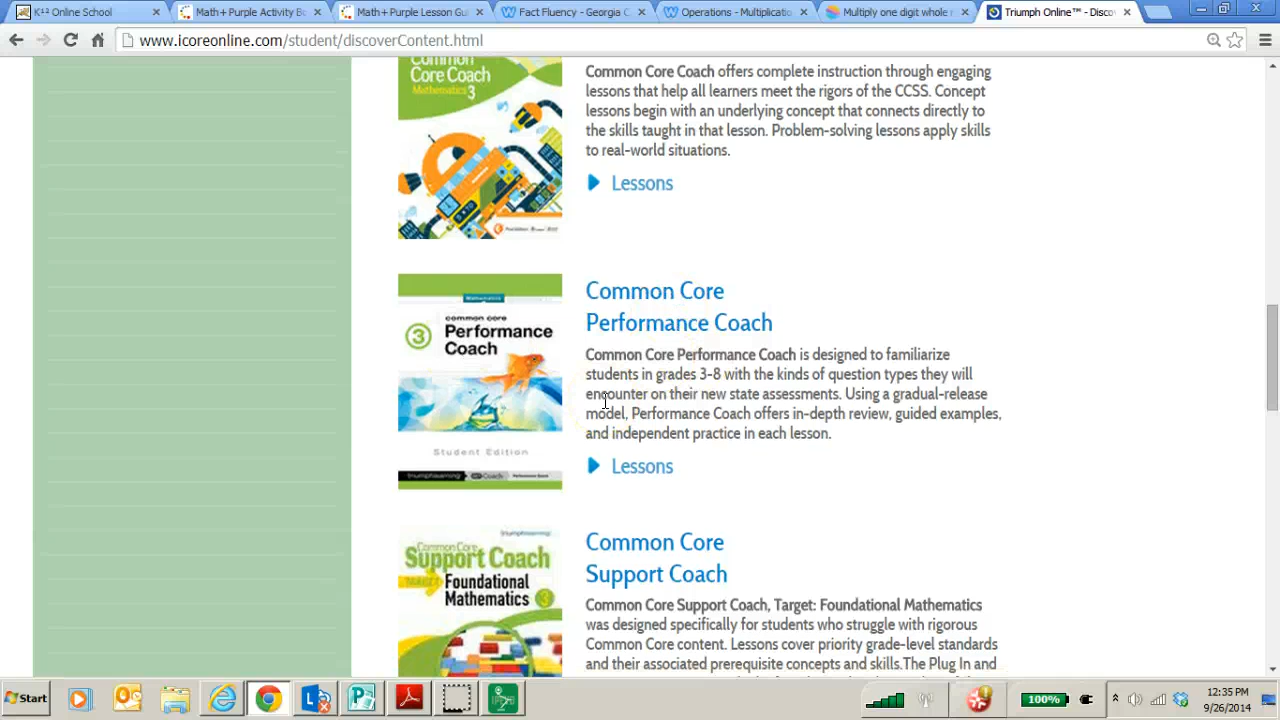 K12 Online School
Math+ Purple Activity Bo
Math+ Purple Lesson Gui
Fact Fluency - Georgia C
Operations - Multiplicatio
Multiply one digit whole n
Triumph Online™ - Disco
www.icoreonline.com/student/discoverContent.html
Common
Core Coach
Mathematics 3
Common Core Coach offers complete instruction through engaging
lessons that help all learners meet the rigors of the CCSS. Concept
lessons begin with an underlying concept that connects directly to
the skills taught in that lesson. Problem-solving lessons apply skills
to real-world situations.
Lessons
Mathematics
common core
3 Performance
Coach
Student Edition
triumphlearning
Coach
Common Core
Performance Coach
Common Core Performance Coach is designed to familiarize
students in grades 3-8 with the kinds of question types they will
encounter on their new state assessments. Using a gradual-release
model, Performance Coach offers in-depth review, guided examples,
and independent practice in each lesson.
Lessons
triumphlearning
Common Core
Support Coach
TARGET Foundational
Mathematics 3
Common Core
Support Coach
Common Core Support Coach, Target: Foundational Mathematics
was designed specifically for students who struggle with rigorous
Common Core content. Lessons cover priority grade-level standards
and their associated prerequisite concepts and skills.The Plug In and
Start
100%
12:35 PM
9/26/2014